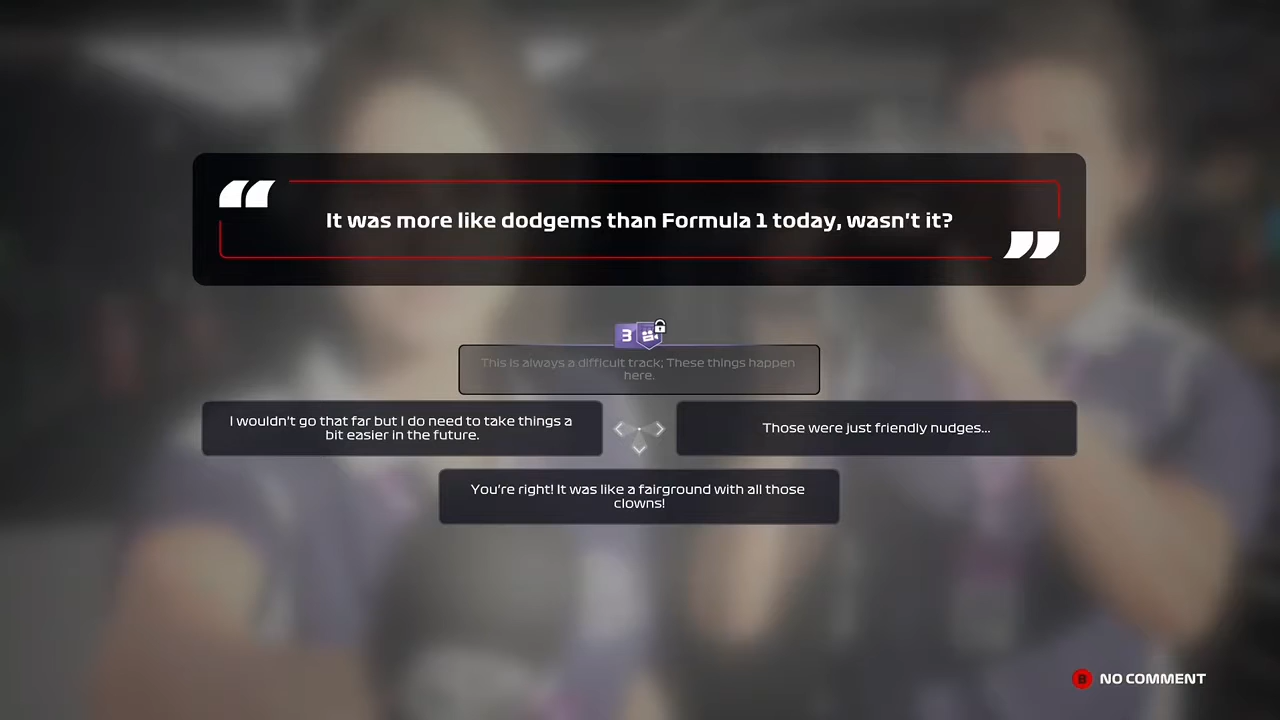 It was more like dodgems than Formula 1 today, wasn't it?
3
This is always a difficult track; These things happen
here.
I wouldn't go that far but I do need to take things a
bit easier in the future.
Those were just friendly nudges...
You're right! It was like a fairground with all those
clowns!
B NO COMMENT